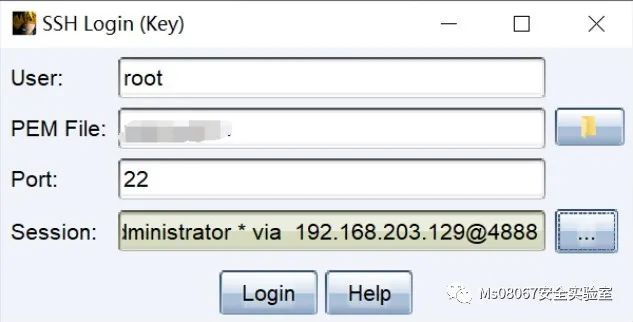 SSH Login (Key)
User: root
PEM File:
Port: 22
Session: dministrator * via 192.168.203.129@4888
...
Login Help
Ms08067安全实验室